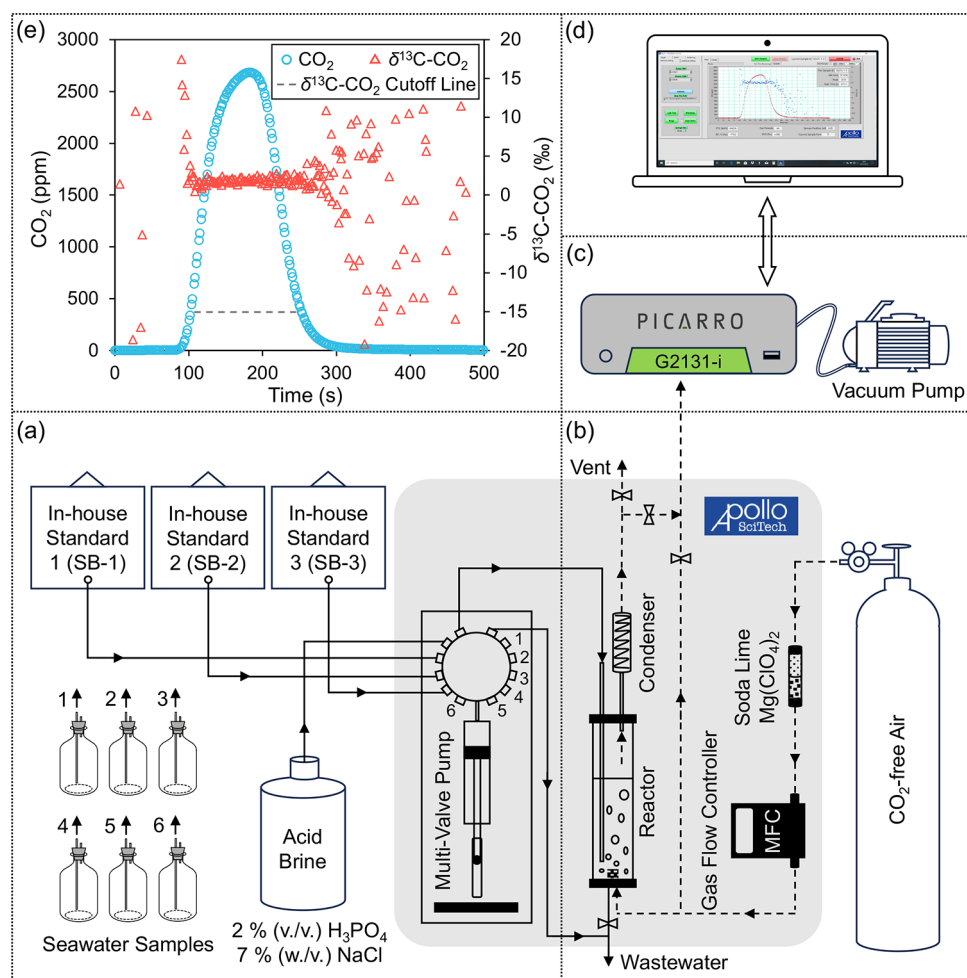 (e)
3000
2500
2000
1500
1000
500
0
CO2 (ppm)
CO2
δ13C-CO2
δ13C-CO2 Cutoff Line
20
15
10
5
0
-5
-10
-15
-20
δ13C-CO2 (‰)
0
100
200
300
400
500
Time (s)
(d)
(c)
PICARRO
G2131-i
Vacuum Pump
(a)
In-house
Standard
1 (SB-1)
In-house
Standard
2 (SB-2)
In-house
Standard
3 (SB-3)
1
2
3
4
5
6
Multi-Valve Pump
1
2
3
4
5
6
Seawater Samples
Acid
Brine
2 % (v./v.) H3PO4
7 % (w./v.) NaCl
(b)
Vent
Apollo
SciTech
Condenser
Reactor
Gas Flow Controller
Soda Lime
Mg(ClO4)2
MFC
CO2-free Air
Wastewater